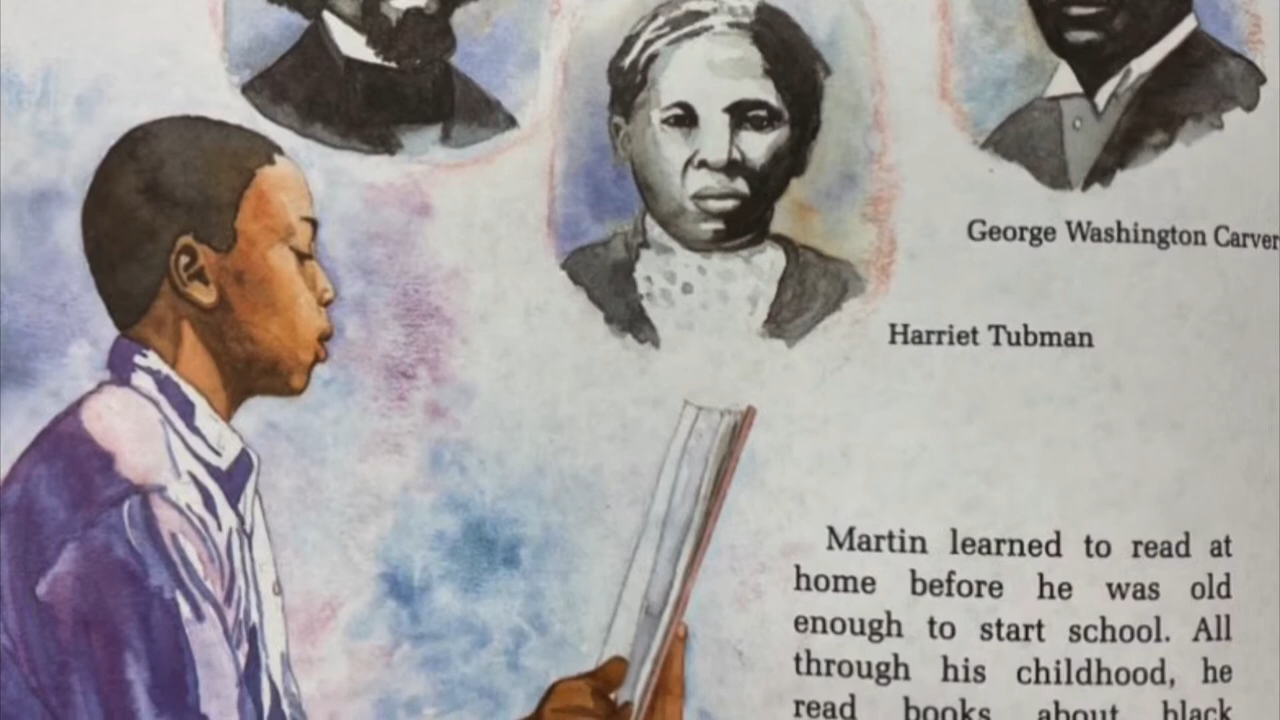 George Washington Carver
Harriet Tubman
Martin learned to read at
home before he was old
enough to start school. All
through his childhood, he
read books about black